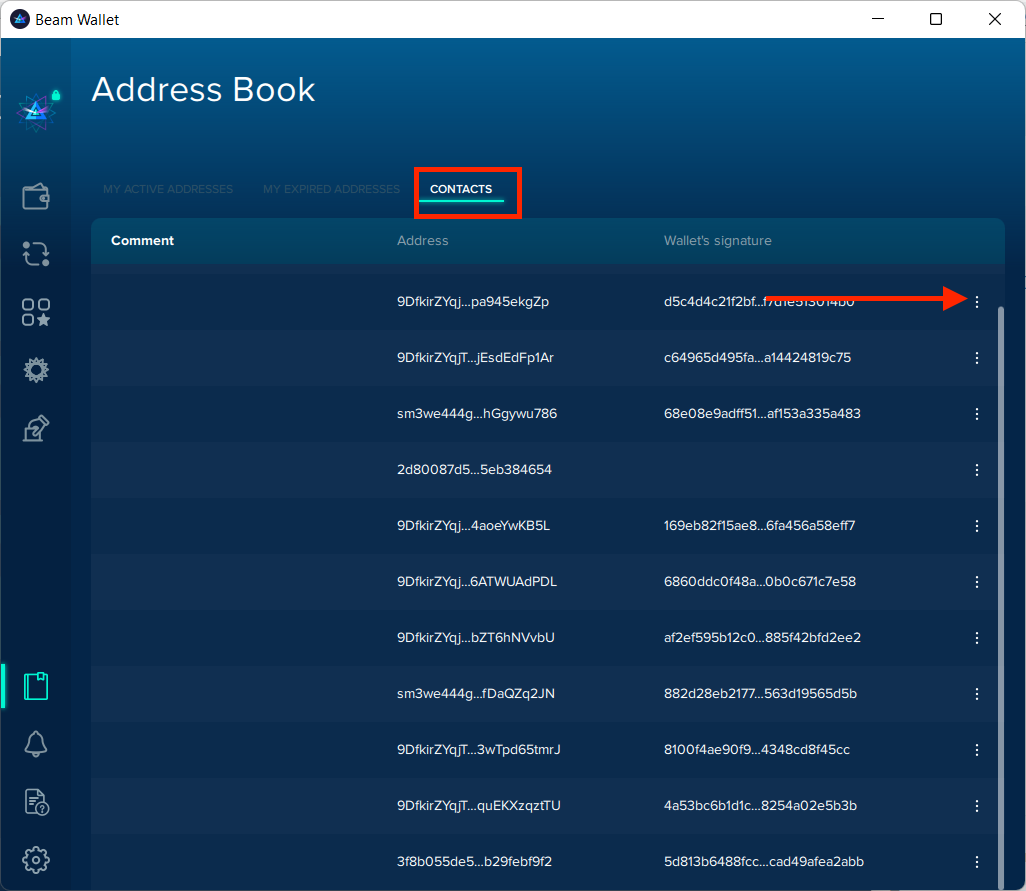 Beam Wallet
Address Book
MY ACTIVE ADDRESSES MY EXPIRED ADDRESSES CONTACTS
Comment Address Wallet's signature
9DfkirZYqj...pa945ekgZp d5c4d4c21f2bf...f7d1e513014b0
9DfkirZYqjT...jEsdEdFp1Ar c64965d495fa...a14424819c75
sm3we444g...hGgywu786 68e08e9adff51...af153a335a483
2d80087d5...5eb384654
9DfkirZYqj...4aoeYwKB5L 169eb82f15ae8...6fa456a58eff7
9DfkirZYqj...6ATWUAdPDL 6860ddc0f48a...0b0c671c7e58
9DfkirZYqj...bZT6hNVvbU af2ef595b12c0...885f42bfd2ee2
sm3we444g...fDaQZq2JN 882d28eb2177...563d19565d5b
9DfkirZYqjT...3wTpd65tmrJ 8100f4ae90f9...4348cd8f45cc
9DfkirZYqjT...quEKXzqztTU 4a53bc6b1d1c...8254a02e5b3b
3f8b055de5...b29febf9f2 5d813b6488fcc...cad49afea2abb